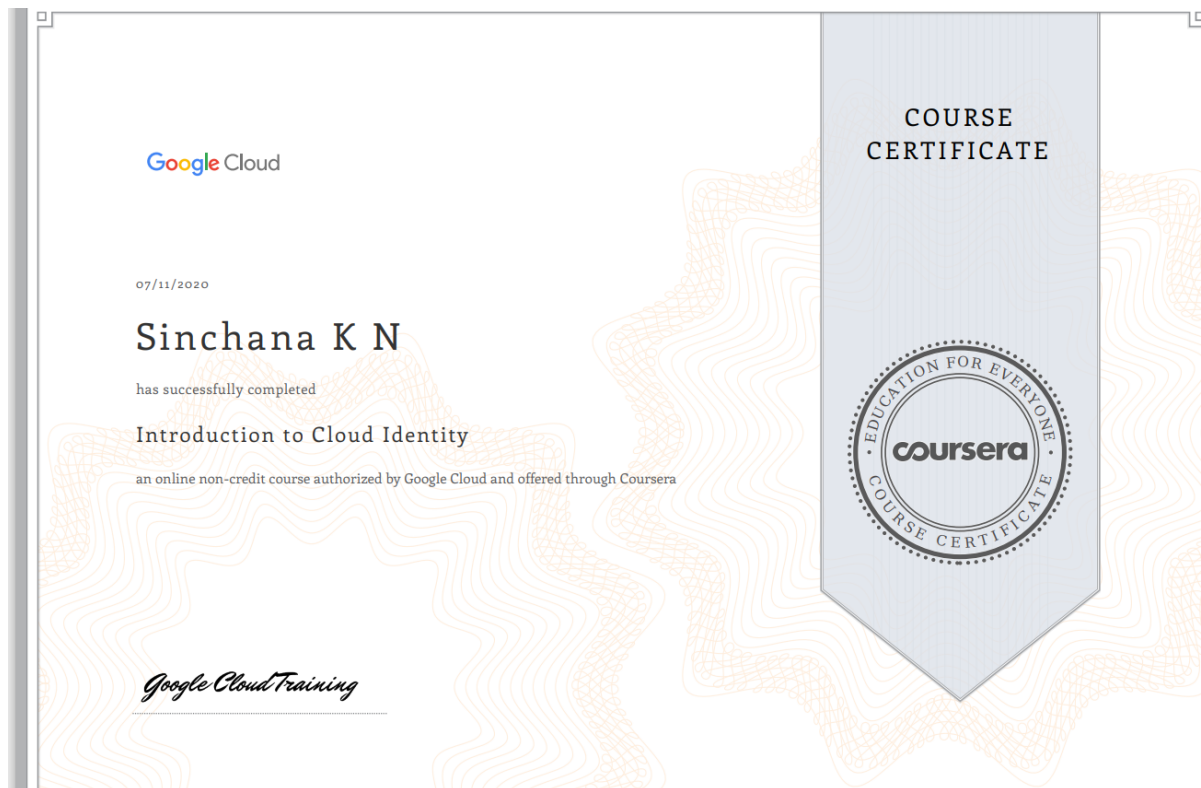 COURSE
CERTIFICATE
Google Cloud
07/11/2020
Sinchana K N
has successfully completed
Introduction to Cloud Identity
an online non-credit course authorized by Google Cloud and offered through Coursera
EDUCATION FOR EVERYONE
coursera
COURSE CERTIFICATE
Google Cloud Training